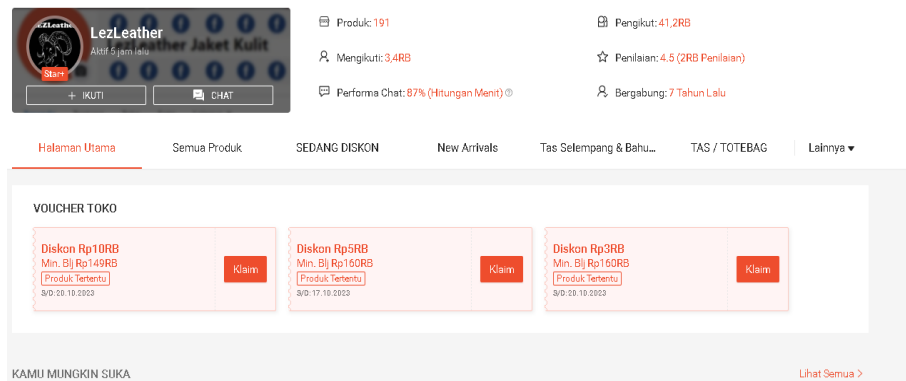 LEZLeather
LezLeather
Aktif 5 jam lalu
LezLeather Jaket Kulit
Star+
+ IKUTI
CHAT
Produk: 191
Pengikut: 41,2RB
Mengikuti: 3,4RB
Penilaian: 4.5 (2RB Penilaian)
Performa Chat: 87% (Hitungan Menit)
Bergabung: 7 Tahun Lalu
Halaman Utama
Semua Produk
SEDANG DISKON
New Arrivals
Tas Selempang & Bahu...
TAS / TOTEBAG
Lainnya
VOUCHER TOKO
Diskon Rp10RB
Min. Blj Rp149RB
Produk Tertentu
S/D: 20.10.2023
Klaim
Diskon Rp5RB
Min. Blj Rp160RB
Produk Tertentu
S/D: 17.10.2023
Klaim
Diskon Rp3RB
Min. Blj Rp160RB
Produk Tertentu
S/D: 20.10.2023
Klaim
KAMU MUNGKIN SUKA
Lihat Semua